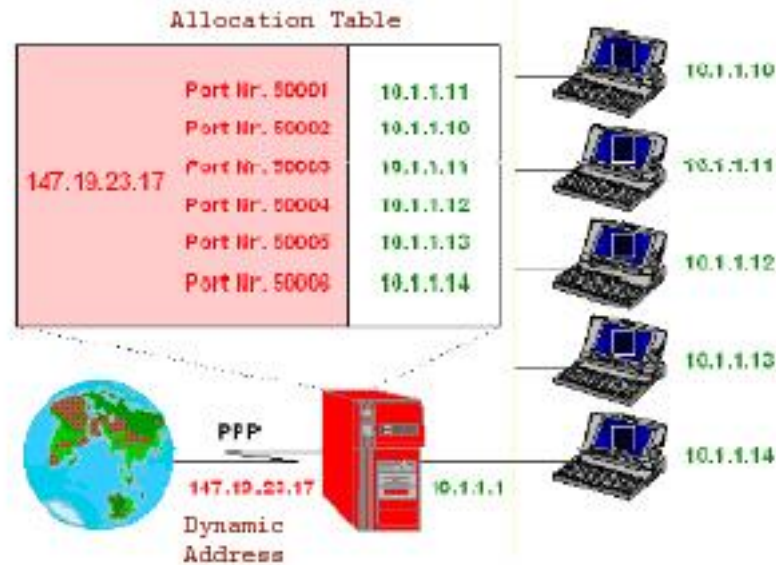 Allocation Table
147.19.23.17
Port Nr. 50001 10.1.1.11
Port Nr. 50002 10.1.1.10
Port Nr. 50003 10.1.1.11
Port Nr. 50004 10.1.1.12
Port Nr. 50005 10.1.1.13
Port Nr. 50006 10.1.1.14
10.1.1.10
10.1.1.11
10.1.1.12
10.1.1.13
10.1.1.14
PPP
147.19.23.17
10.1.1.1
Dynamic
Address